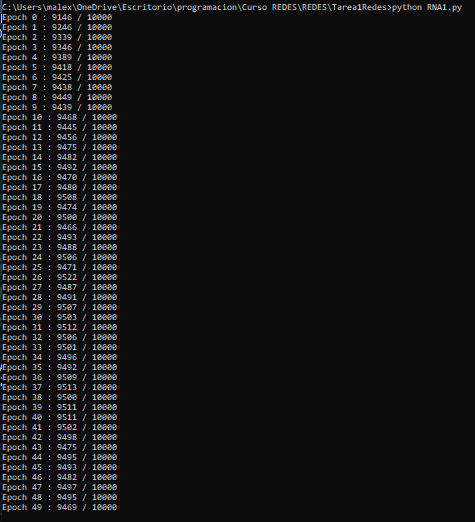 C:\Users\malex\OneDrive\Escritorio\programacion\Curso REDES\REDES\Tarea1Redes>python RNA1.py
Epoch 0 : 9146 / 10000
Epoch 1 : 9246 / 10000
Epoch 2 : 9339 / 10000
Epoch 3 : 9346 / 10000
Epoch 4 : 9389 / 10000
Epoch 5 : 9418 / 10000
Epoch 6 : 9425 / 10000
Epoch 7 : 9438 / 10000
Epoch 8 : 9449 / 10000
Epoch 9 : 9439 / 10000
Epoch 10 : 9468 / 10000
Epoch 11 : 9445 / 10000
Epoch 12 : 9456 / 10000
Epoch 13 : 9475 / 10000
Epoch 14 : 9482 / 10000
Epoch 15 : 9492 / 10000
Epoch 16 : 9470 / 10000
Epoch 17 : 9480 / 10000
Epoch 18 : 9508 / 10000
Epoch 19 : 9474 / 10000
Epoch 20 : 9500 / 10000
Epoch 21 : 9466 / 10000
Epoch 22 : 9493 / 10000
Epoch 23 : 9488 / 10000
Epoch 24 : 9506 / 10000
Epoch 25 : 9471 / 10000
Epoch 26 : 9522 / 10000
Epoch 27 : 9487 / 10000
Epoch 28 : 9491 / 10000
Epoch 29 : 9507 / 10000
Epoch 30 : 9503 / 10000
Epoch 31 : 9512 / 10000
Epoch 32 : 9506 / 10000
Epoch 33 : 9501 / 10000
Epoch 34 : 9496 / 10000
Epoch 35 : 9492 / 10000
Epoch 36 : 9509 / 10000
Epoch 37 : 9513 / 10000
Epoch 38 : 9500 / 10000
Epoch 39 : 9511 / 10000
Epoch 40 : 9511 / 10000
Epoch 41 : 9502 / 10000
Epoch 42 : 9498 / 10000
Epoch 43 : 9475 / 10000
Epoch 44 : 9495 / 10000
Epoch 45 : 9493 / 10000
Epoch 46 : 9482 / 10000
Epoch 47 : 9497 / 10000
Epoch 48 : 9495 / 10000
Epoch 49 : 9469 / 10000